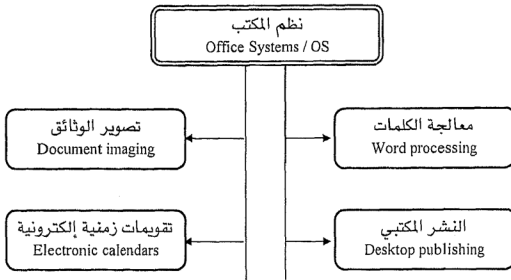 نظم المكتب
Office Systems / OS
معالجة الكلمات
Word processing
تصوير الوثائق
Document imaging
النشر المكتبي
Desktop publishing
تقويمات زمنية إلكترونية
Electronic calendars